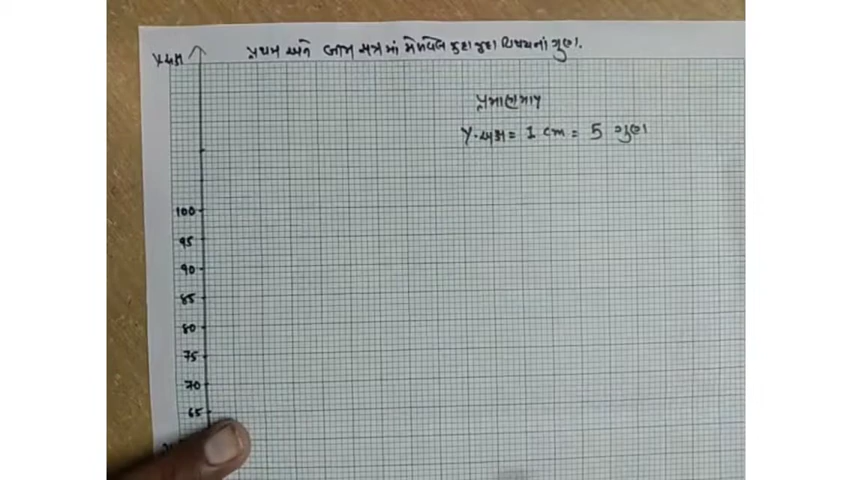 Y-અક્ષ
પ્રથમ અને બીજા સત્ર માં મેળવેલ જુદા જુદા વિષયનાં ગુણ.
પ્રમાણમાપ
Y-અક્ષ = 1 cm = 5 ગુણ
100
95
90
85
80
75
70
65